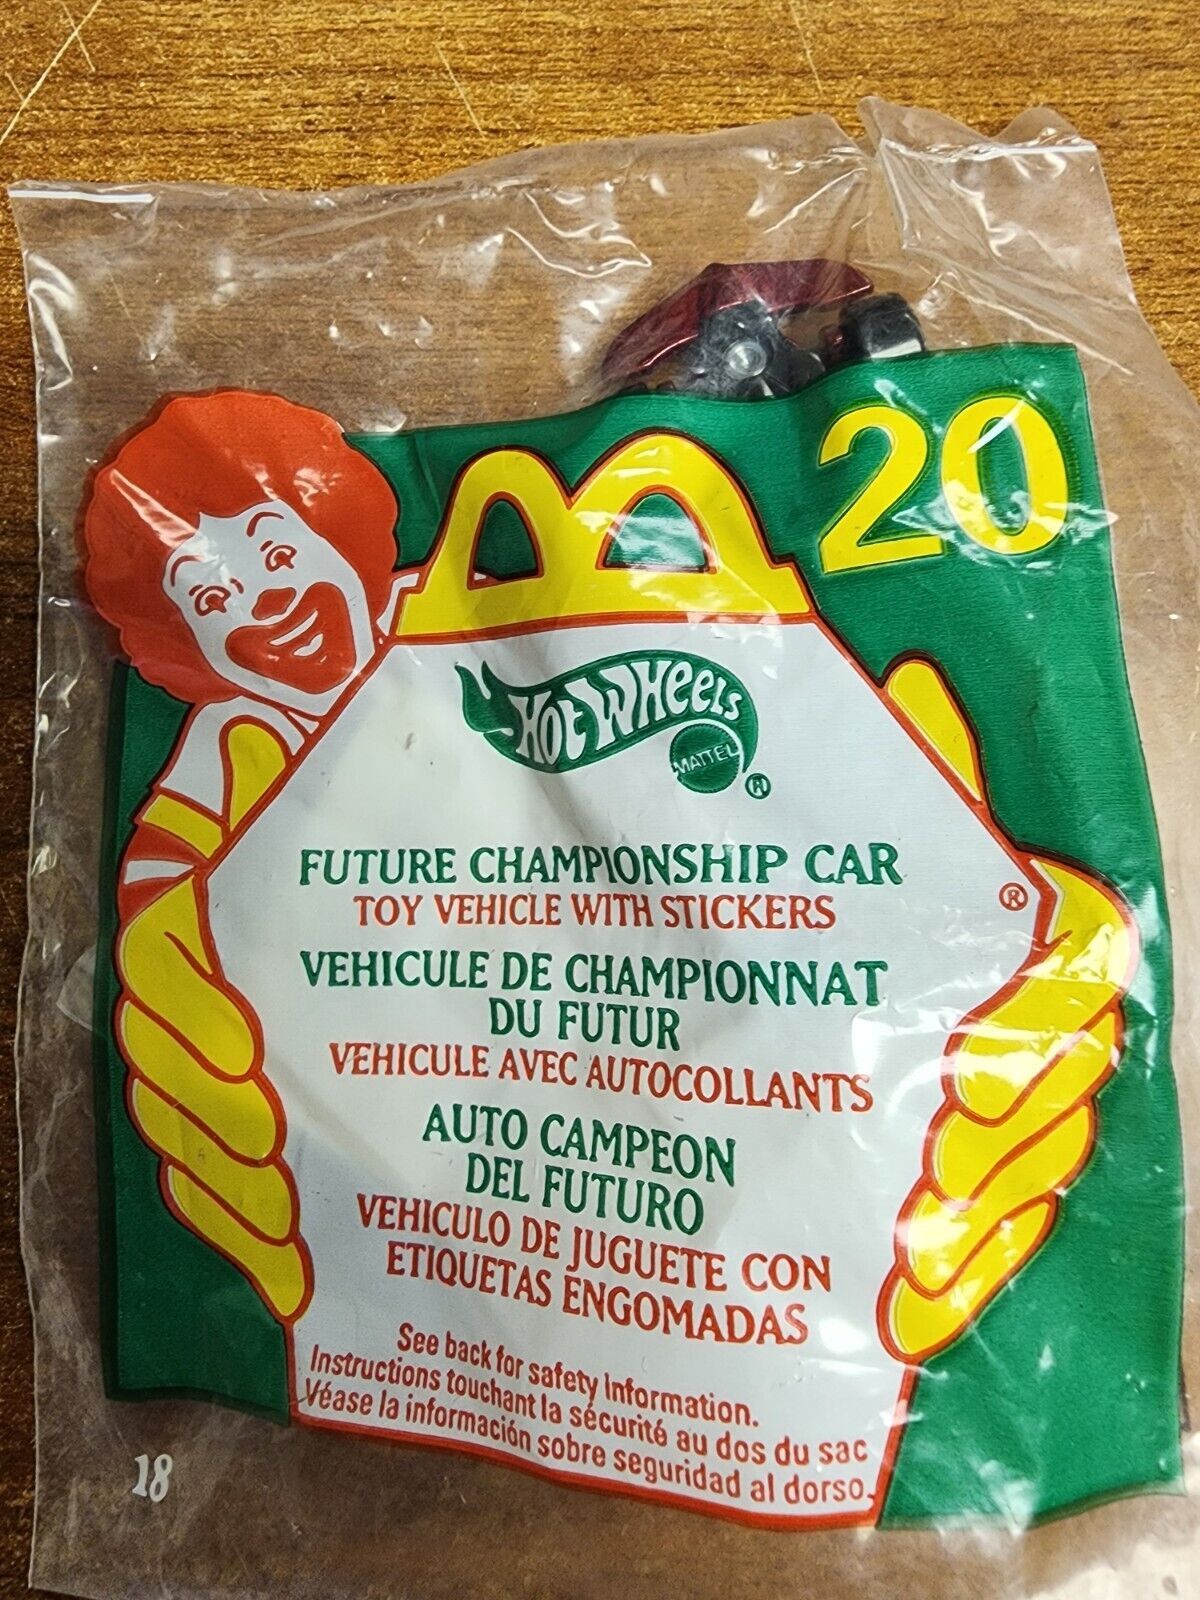 20
HOT WHEELS
MATTEL
®
FUTURE CHAMPIONSHIP CAR
TOY VEHICLE WITH STICKERS
®
VEHICULE DE CHAMPIONNAT
DU FUTUR
VEHICULE AVEC AUTOCOLLANTS
AUTO CAMPEON
DEL FUTURO
VEHICULO DE JUGUETE CON
ETIQUETAS ENGOMADAS
See back for safety information.
Instructions touchant la sécurité au dos du sac
Véase la información sobre seguridad al dorso.
18